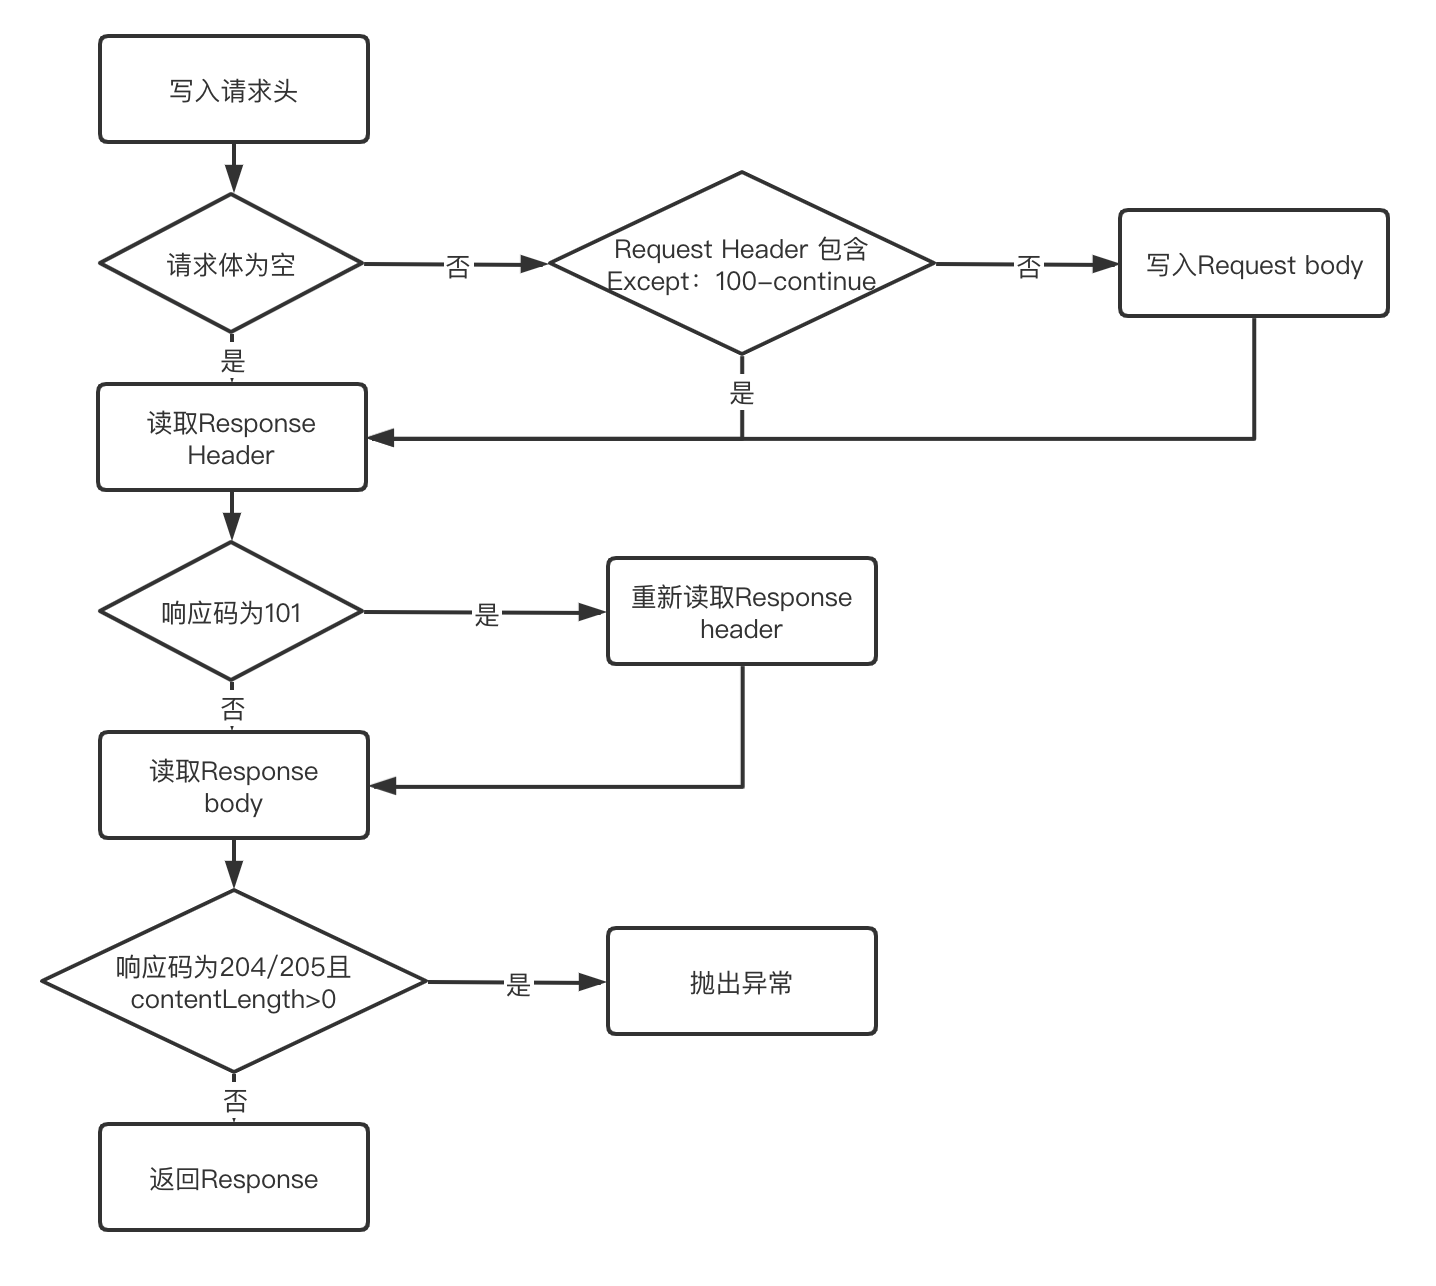 写入请求头
请求体为空
否
Request Header 包含
Except：100-continue
否
写入Request body
是
是
读取Response
Header
响应码为101
是
重新读取Response
header
否
读取Response
body
响应码为204/205且
contentLength>0
是
抛出异常
否
返回Response